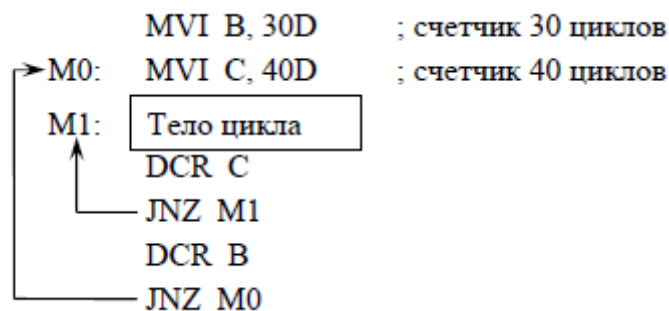 MVI B, 30D ; счетчик 30 циклов
M0: MVI C, 40D ; счетчик 40 циклов
M1: Тело цикла
DCR C
JNZ M1
DCR B
JNZ M0